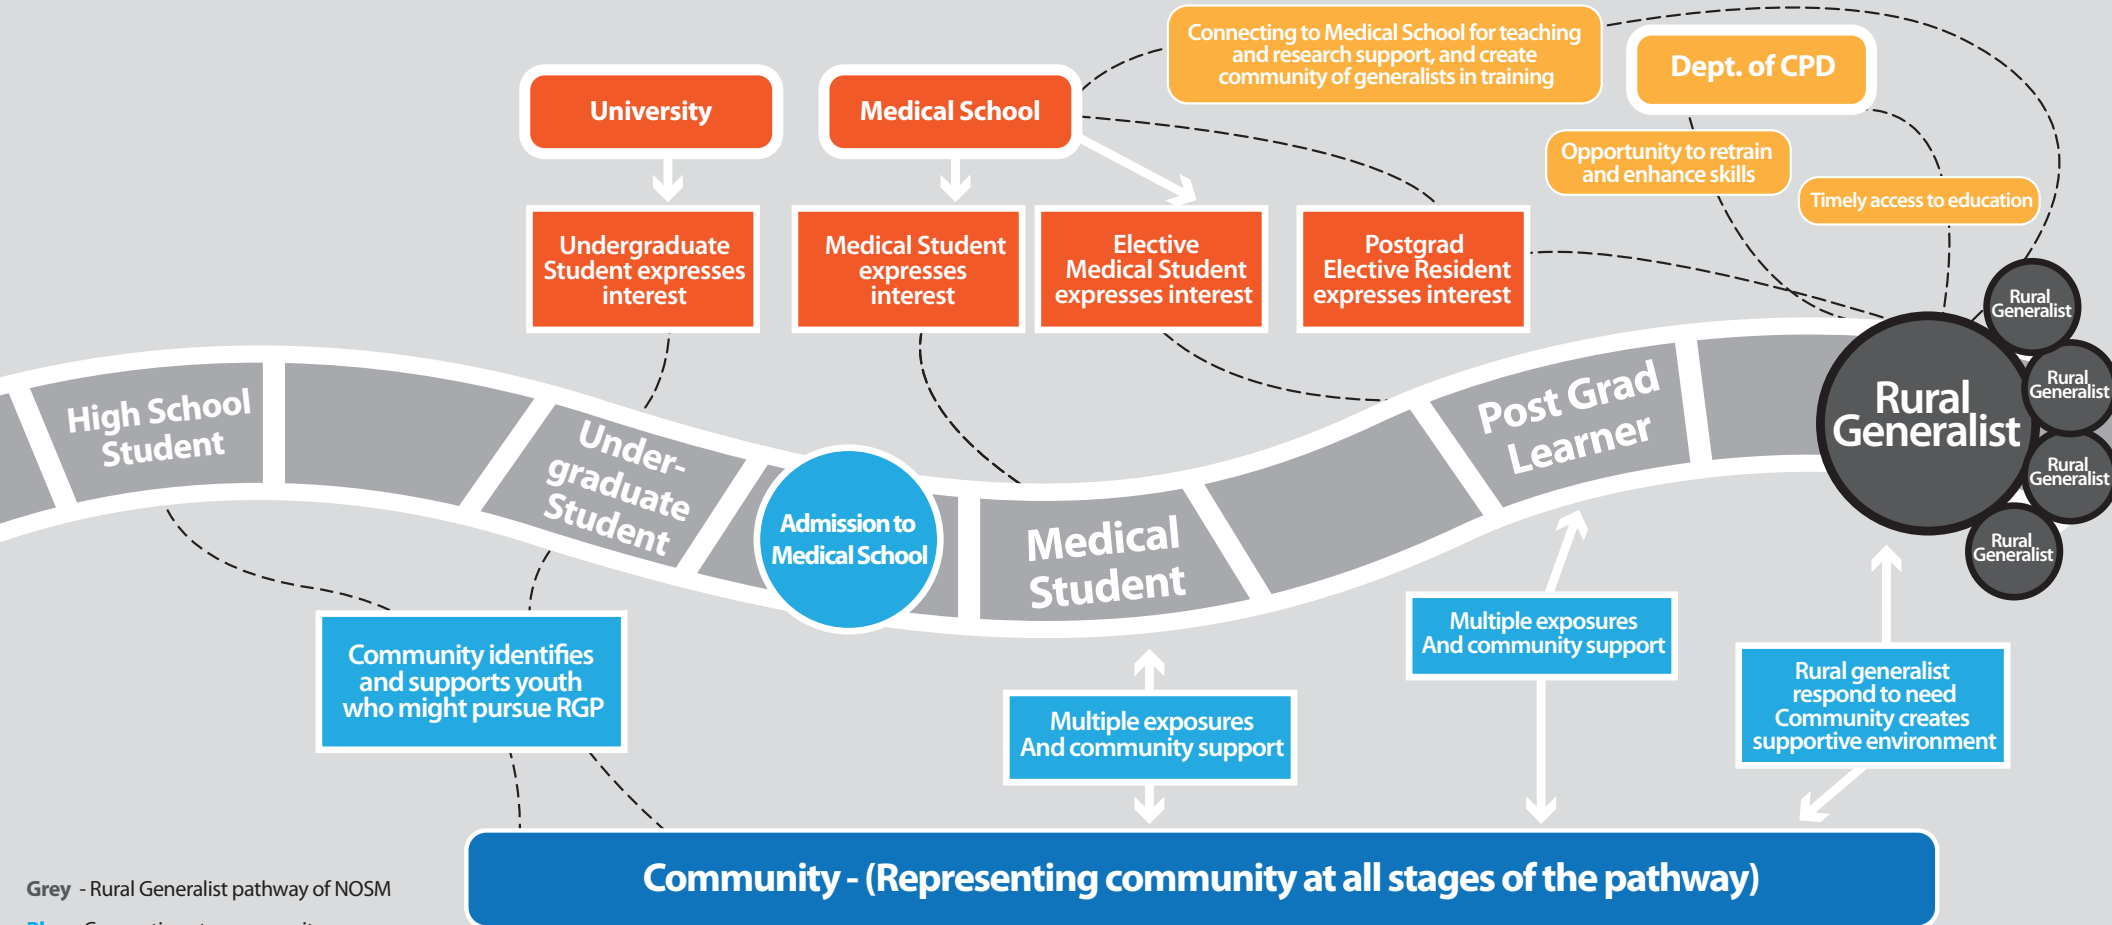 Connecting to Medical School for teaching
and research support, and create
community of generalists in training
Dept. of CPD
University
Medical School
Opportunity to retrain
and enhance skills
Timely access to education
Undergraduate
Student expresses
interest
Medical Student
expresses
interest
Elective
Medical Student
expresses interest
Postgrad
Elective Resident
expresses interest
High School
Student
Under-
graduate
Student
Admission to
Medical School
Medical
Student
Post Grad
Learner
Rural
Generalist
Rural
Generalist
Rural
Generalist
Rural
Generalist
Rural
Generalist
Community identifies
and supports youth
who might pursue RGP
Multiple exposures
And community support
Multiple exposures
And community support
Rural generalist
respond to need
Community creates
supportive environment
Community - (Representing community at all stages of the pathway)
Grey - Rural Generalist pathway of NOSM